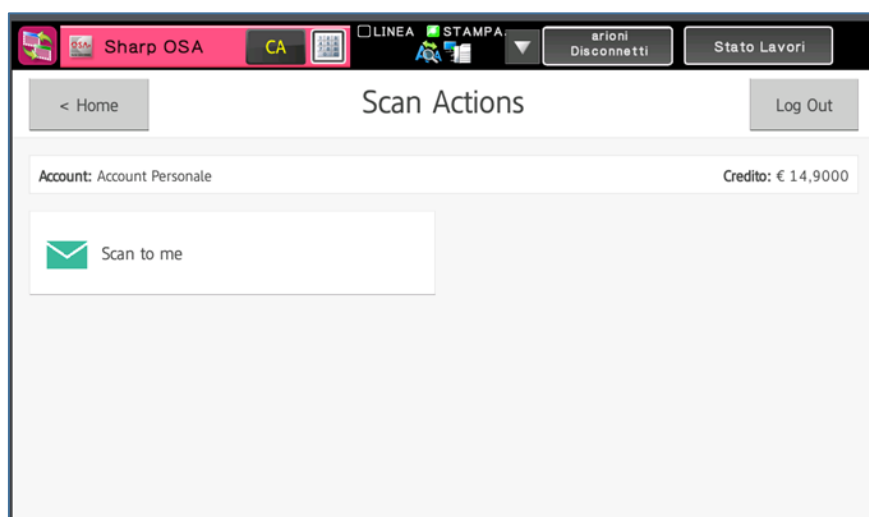 OSA Sharp OSA CA LINEA STAMPA. arioni
Disconnetti Stato Lavori
< Home Scan Actions Log Out
Account: Account Personale Credito: € 14,9000
Scan to me